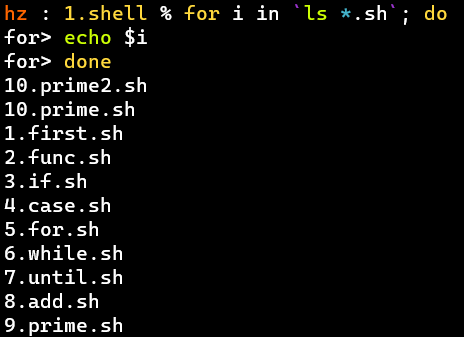 hz : 1.shell % for i in `ls *.sh`; do
for> echo $i
for> done
10.prime2.sh
10.prime.sh
1.first.sh
2.func.sh
3.if.sh
4.case.sh
5.for.sh
6.while.sh
7.until.sh
8.add.sh
9.prime.sh